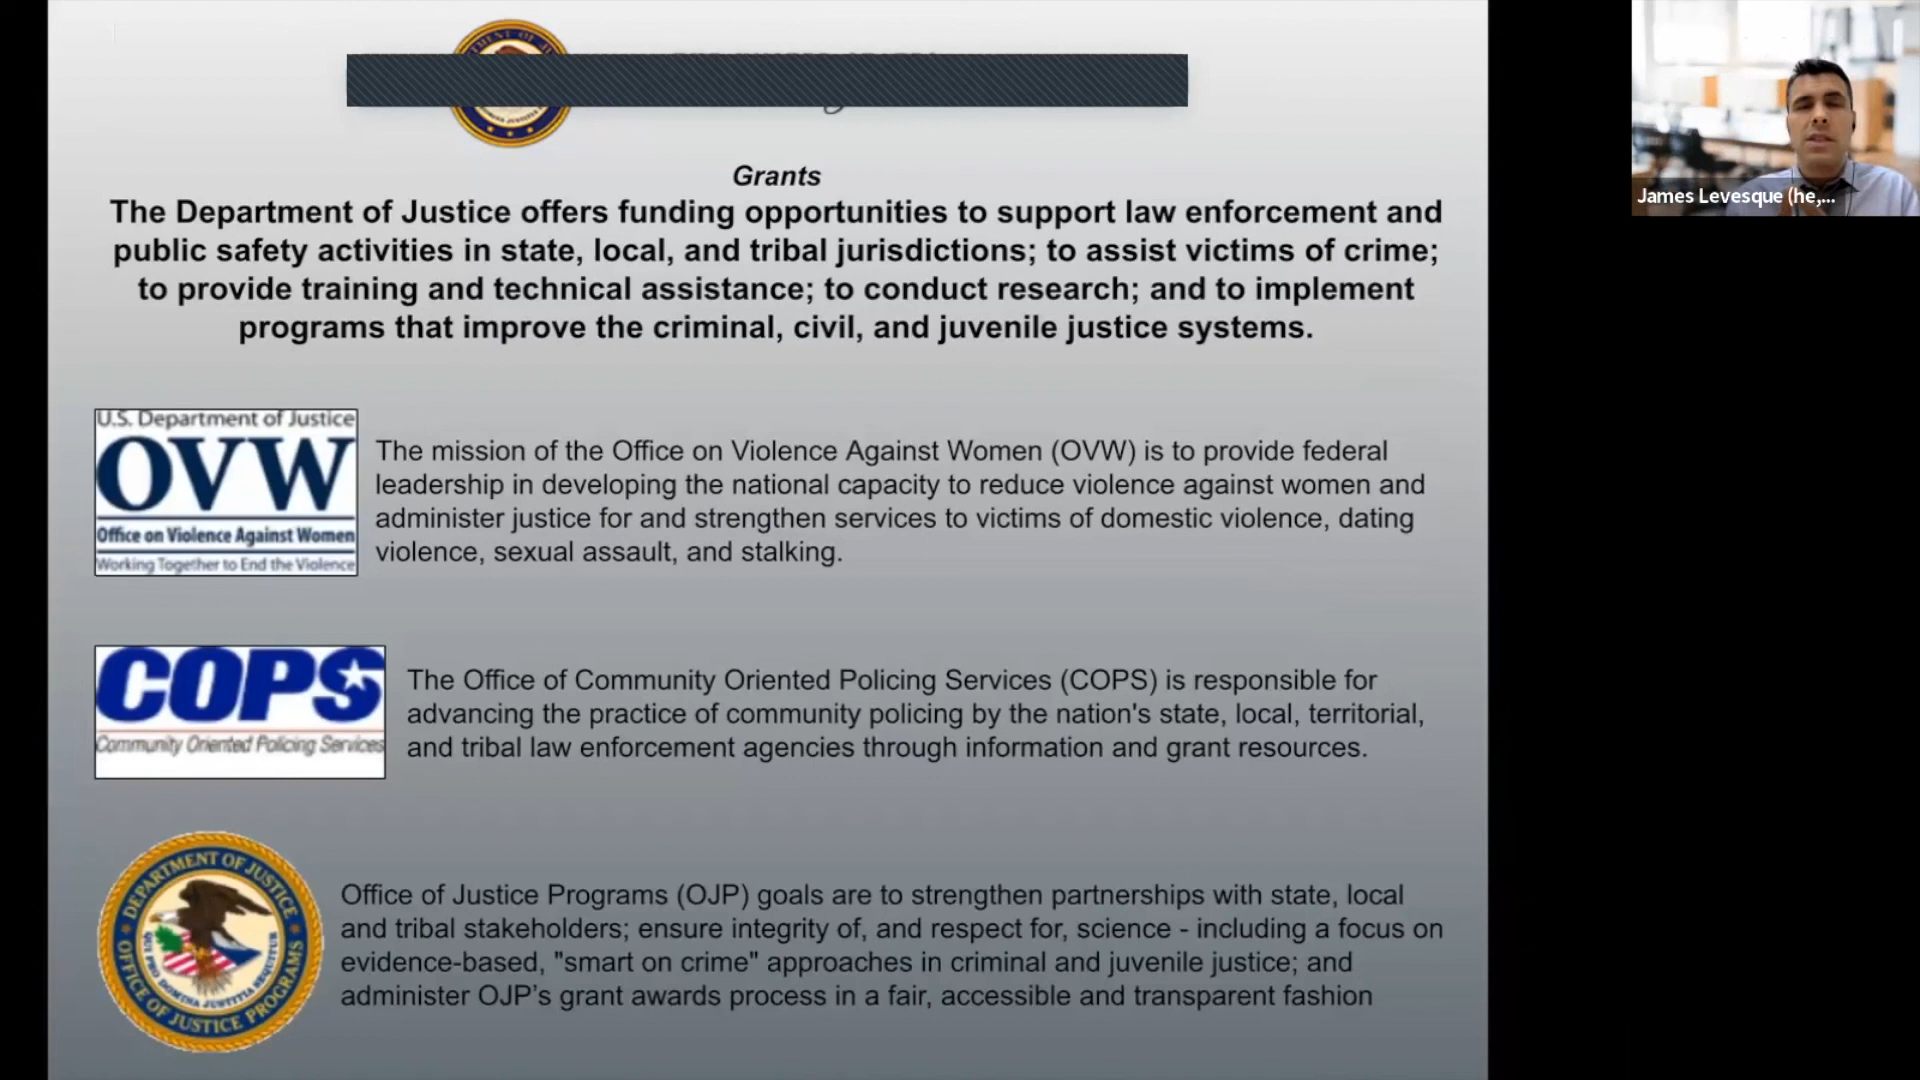 Grants
The Department of Justice offers funding opportunities to support law enforcement and
public safety activities in state, local, and tribal jurisdictions; to assist victims of crime;
to provide training and technical assistance; to conduct research; and to implement
programs that improve the criminal, civil, and juvenile justice systems.
U.S. Department of Justice
OVW
Office on Violence Against Women
Working Together to End the Violence
The mission of the Office on Violence Against Women (OVW) is to provide federal
leadership in developing the national capacity to reduce violence against women and
administer justice for and strengthen services to victims of domestic violence, dating
violence, sexual assault, and stalking.
COPS
Community Oriented Policing Services
The Office of Community Oriented Policing Services (COPS) is responsible for
advancing the practice of community policing by the nation's state, local, territorial,
and tribal law enforcement agencies through information and grant resources.
DEPARTMENT OF JUSTICE
OFFICE OF JUSTICE PROGRAMS
QUI PRO DOMINA JUSTITIA SEQUITUR
Office of Justice Programs (OJP) goals are to strengthen partnerships with state, local
and tribal stakeholders; ensure integrity of, and respect for, science - including a focus on
evidence-based, "smart on crime" approaches in criminal and juvenile justice; and
administer OJP’s grant awards process in a fair, accessible and transparent fashion
James Levesque (he,...